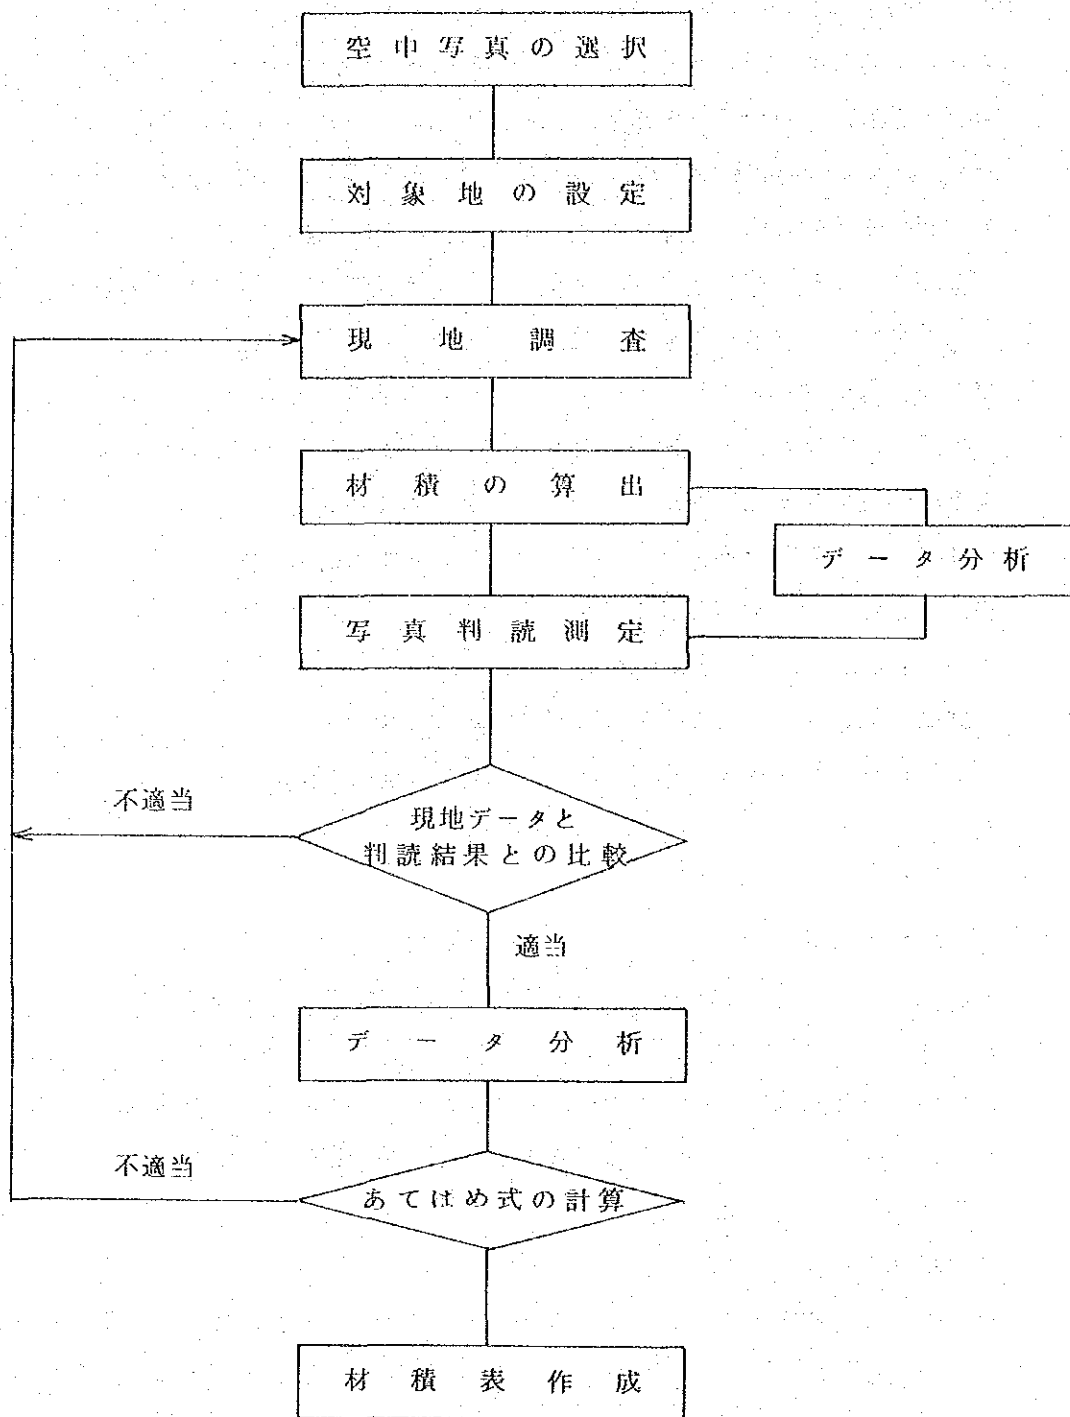 空中写真の選択
対象地の設定
現地調査
材積の算出
データ分析
写真判読測定
不適当
現地データと
判読結果との比較
適当
データ分析
不適当
あてはめ式の計算
材積表作成